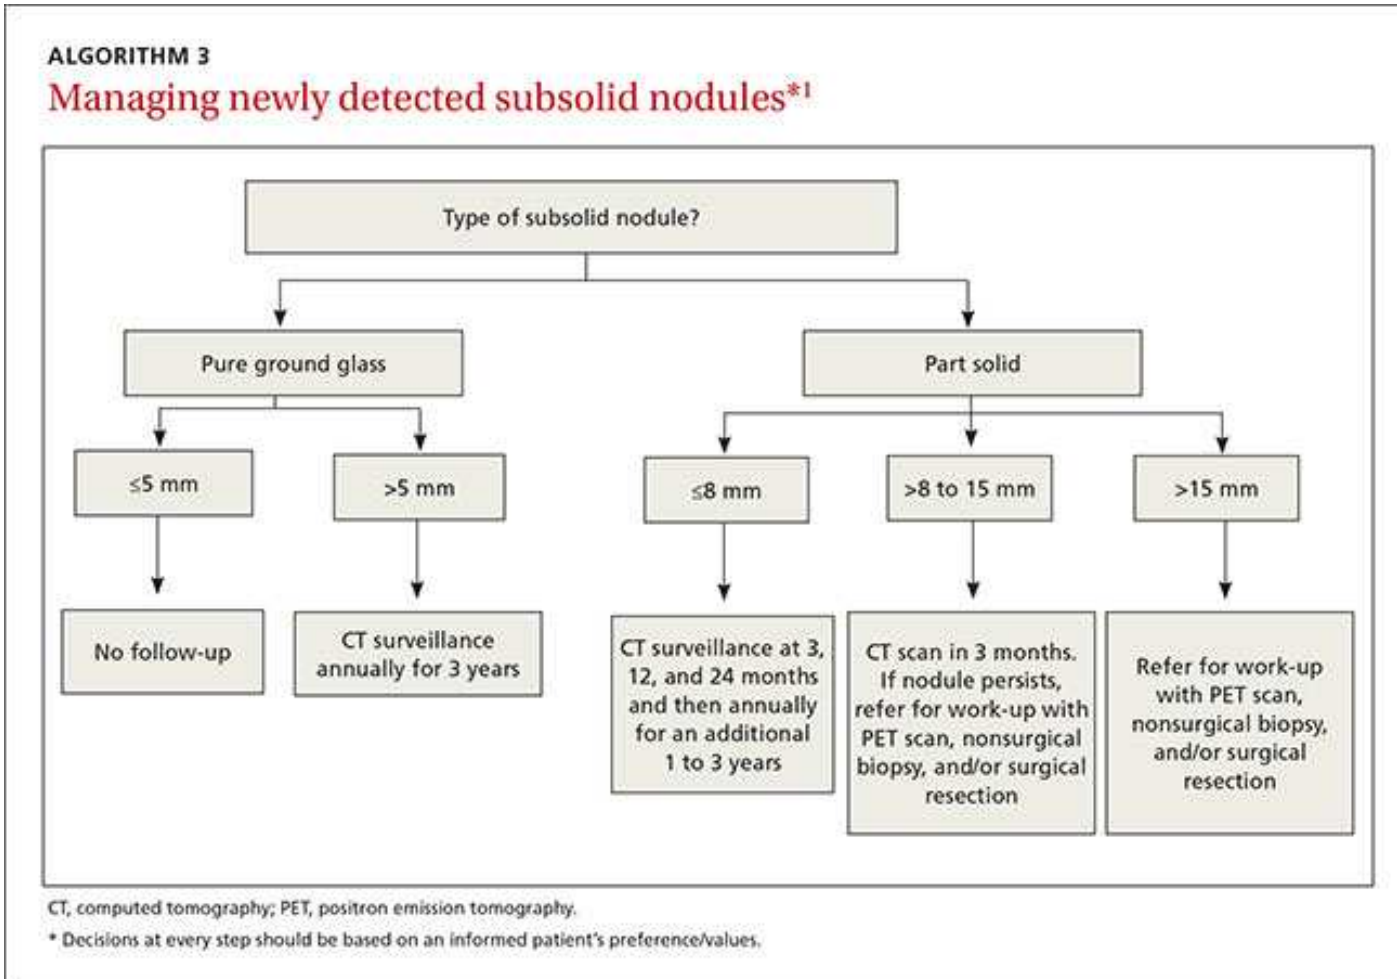 ALGORITHM 3
Managing newly detected subsolid nodules*1
Type of subsolid nodule?
Pure ground glass
Part solid
≤5 mm
>5 mm
≤8 mm
>8 to 15 mm
>15 mm
No follow-up
CT surveillance
annually for 3 years
CT surveillance at 3,
12, and 24 months
and then annually
for an additional
1 to 3 years
CT scan in 3 months.
If nodule persists,
refer for work-up with
PET scan, nonsurgical
biopsy, and/or surgical
resection
Refer for work-up
with PET scan,
nonsurgical biopsy,
and/or surgical
resection
CT, computed tomography; PET, positron emission tomography.
* Decisions at every step should be based on an informed patient's preference/values.